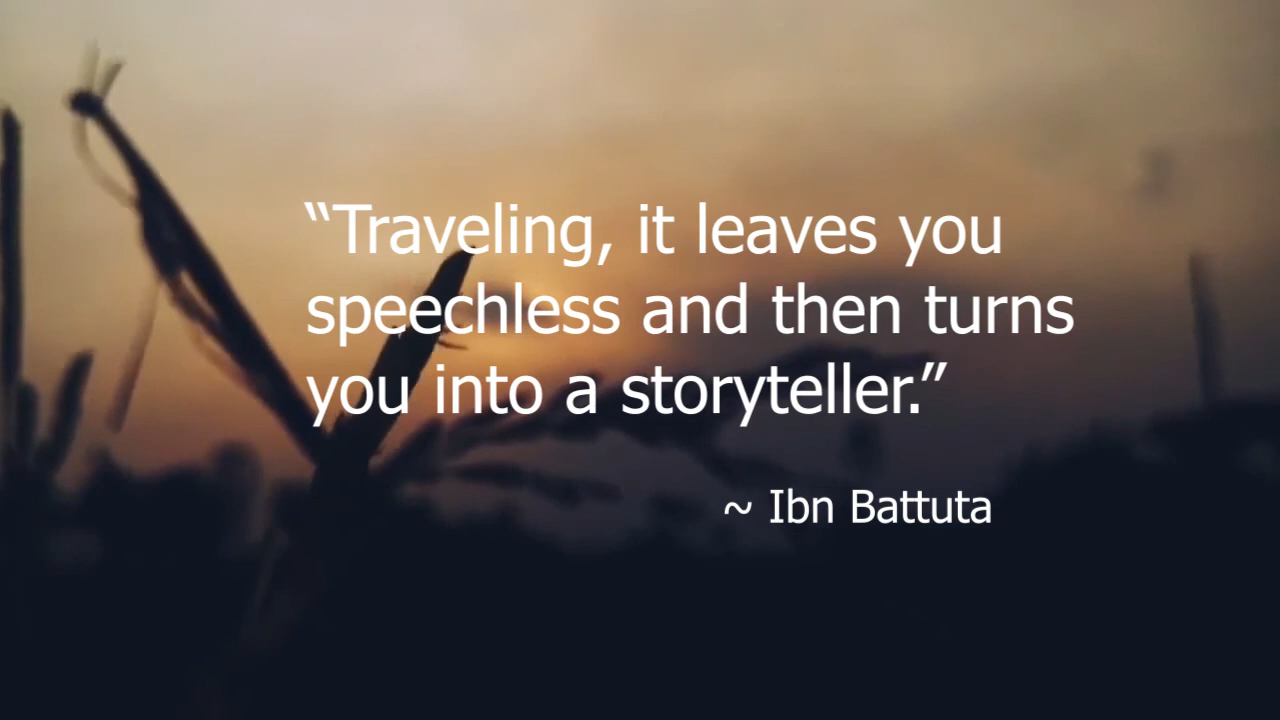 “Traveling, it leaves you
speechless and then turns
you into a storyteller.”
~ Ibn Battuta